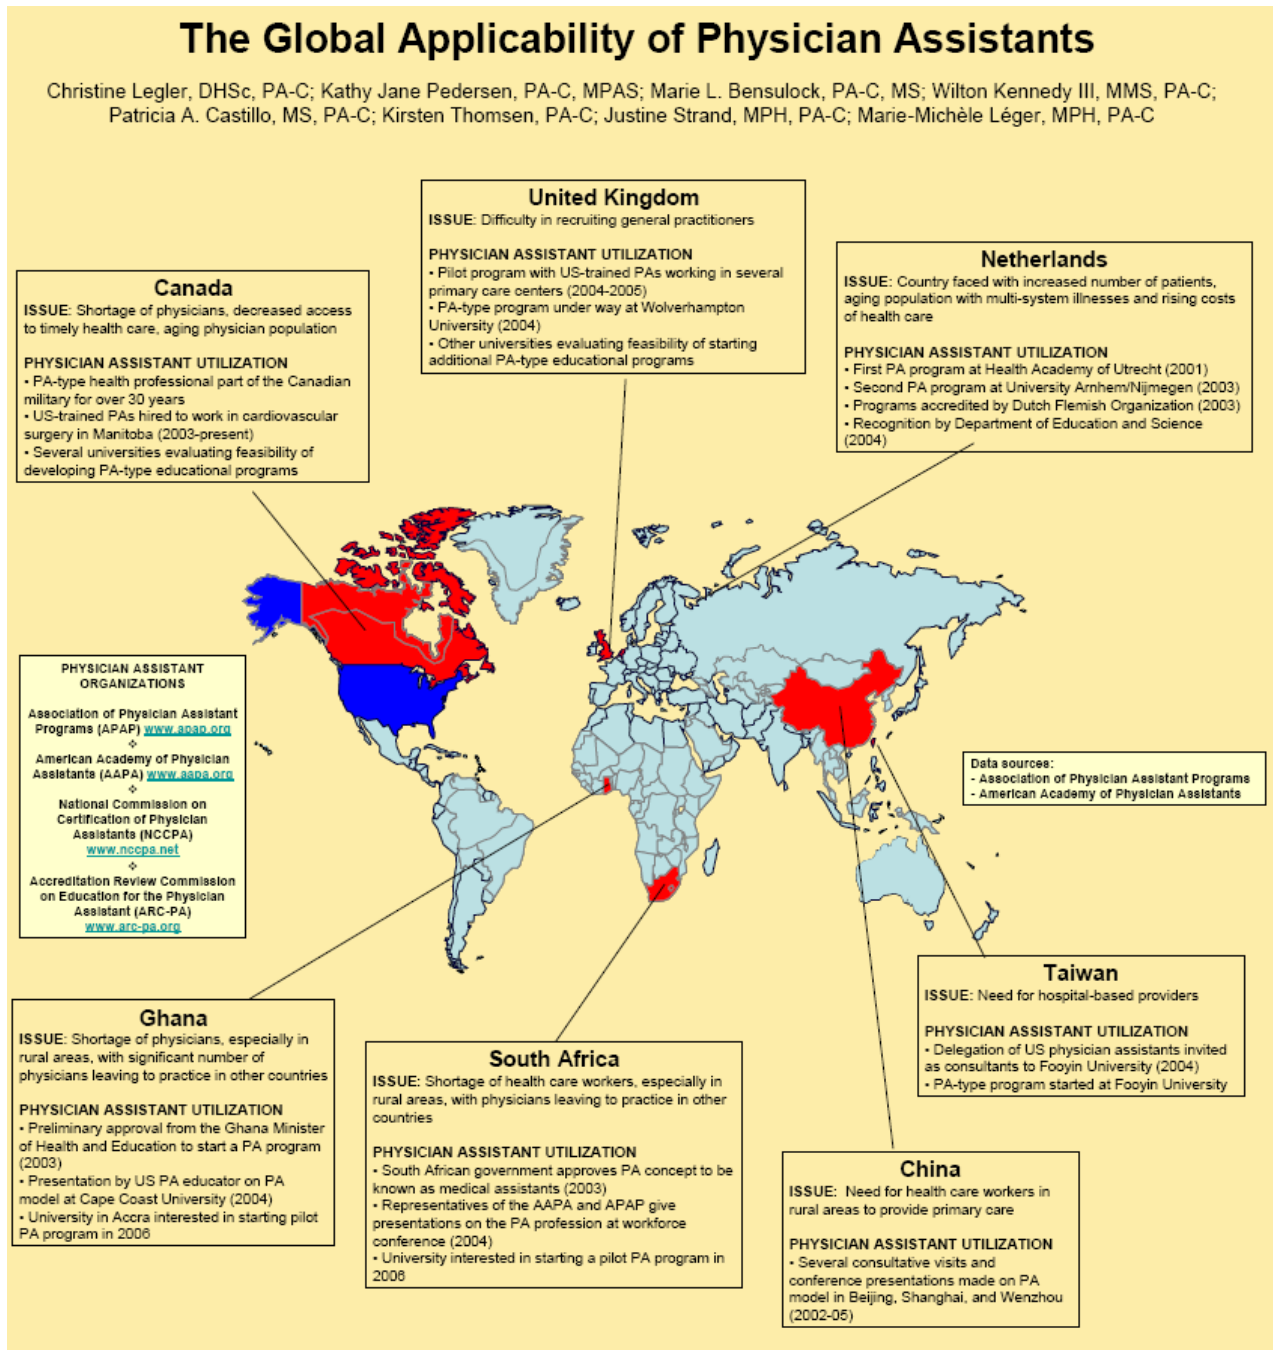 The Global Applicability of Physician Assistants
Christine Legler, DHSc, PA-C; Kathy Jane Pedersen, PA-C, MPAS; Marie L. Bensulock, PA-C, MS; Wilton Kennedy III, MMS, PA-C;
Patricia A. Castillo, MS, PA-C; Kirsten Thomsen, PA-C; Justine Strand, MPH, PA-C; Marie-Michèle Léger, MPH, PA-C
United Kingdom
ISSUE: Difficulty in recruiting general practitioners
PHYSICIAN ASSISTANT UTILIZATION
• Pilot program with US-trained PAs working in several
primary care centers (2004-2005)
• PA-type program under way at Wolverhampton
University (2004)
• Other universities evaluating feasibility of starting
additional PA-type educational programs
Netherlands
ISSUE: Country faced with increased number of patients,
aging population with multi-system illnesses and rising costs
of health care
PHYSICIAN ASSISTANT UTILIZATION
• First PA program at Health Academy of Utrecht (2001)
• Second PA program at University Arnhem/Nijmegen (2003)
• Programs accredited by Dutch Flemish Organization (2003)
• Recognition by Department of Education and Science
(2004)
Canada
ISSUE: Shortage of physicians, decreased access
to timely health care, aging physician population
PHYSICIAN ASSISTANT UTILIZATION
• PA-type health professional part of the Canadian
military for over 30 years
• US-trained PAs hired to work in cardiovascular
surgery in Manitoba (2003-present)
• Several universities evaluating feasibility of
developing PA-type educational programs
PHYSICIAN ASSISTANT
ORGANIZATIONS
Association of Physician Assistant
Programs (APAP) www.apap.org
American Academy of Physician
Assistants (AAPA) www.aapa.org
National Commission on
Certification of Physician
Assistants (NCCPA)
www.nccpa.net
Accreditation Review Commission
on Education for the Physician
Assistant (ARC-PA)
www.arc-pa.org
Data sources:
- Association of Physician Assistant Programs
- American Academy of Physician Assistants
Ghana
ISSUE: Shortage of physicians, especially in
rural areas, with significant number of
physicians leaving to practice in other countries
PHYSICIAN ASSISTANT UTILIZATION
• Preliminary approval from the Ghana Minister
of Health and Education to start a PA program
(2003)
• Presentation by US PA educator on PA
model at Cape Coast University (2004)
• University in Accra interested in starting pilot
PA program in 2006
South Africa
ISSUE: Shortage of health care workers, especially in
rural areas, with physicians leaving to practice in other
countries
PHYSICIAN ASSISTANT UTILIZATION
• South African government approves PA concept to be
known as medical assistants (2003)
• Representatives of the AAPA and APAP give
presentations on the PA profession at workforce
conference (2004)
• University interested in starting a pilot PA program in
2006
Taiwan
ISSUE: Need for hospital-based providers
PHYSICIAN ASSISTANT UTILIZATION
• Delegation of US physician assistants invited
as consultants to Fooyin University (2004)
• PA-type program started at Fooyin University
China
ISSUE: Need for health care workers in
rural areas to provide primary care
PHYSICIAN ASSISTANT UTILIZATION
• Several consultative visits and
conference presentations made on PA
model in Beijing, Shanghai, and Wenzhou
(2002-05)